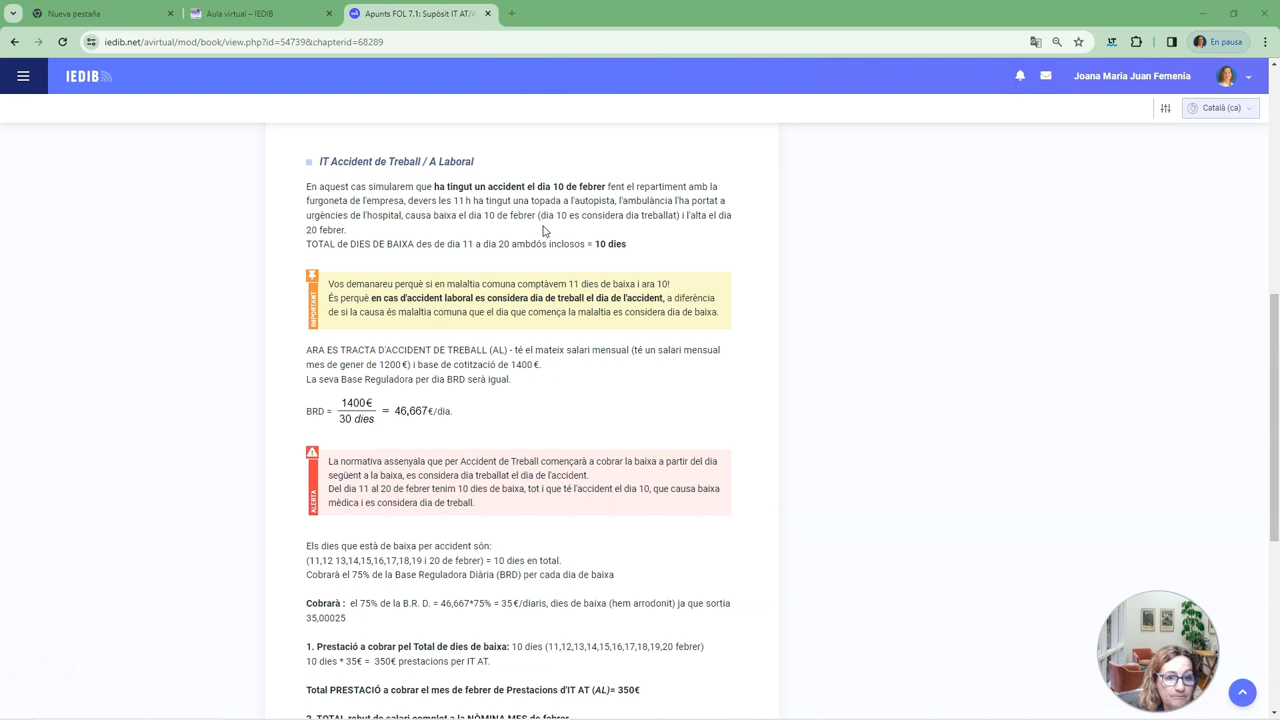 Nueva pestaña
Aula virtual – IEDIB
Apunts FOL 7.1: Supòsit IT AT/A
iedib.net/avirtual/mod/book/view.php?id=54739&chapterid=68289
En pausa
IEDIB
Joana Maria Juan Femenia
Català (ca)
IT Accident de Treball / A Laboral
En aquest cas simularem que ha tingut un accident el dia 10 de febrer fent el repartiment amb la
furgoneta de l'empresa, devers les 11h ha tingut una topada a l'autopista, l'ambulància l'ha portat a
urgències de l'hospital, causa baixa el dia 10 de febrer (dia 10 es considera dia treballat) i l'alta el dia
20 febrer.
TOTAL de DIES DE BAIXA des de dia 11 a dia 20 ambdós inclosos = 10 dies
IMPORTANT
Vos demanareu perquè si en malaltia comuna comptàvem 11 dies de baixa i ara 10!
És perquè en cas d'accident laboral es considera dia de treball el dia de l'accident, a diferència
de si la causa és malaltia comuna que el dia que comença la malaltia es considera dia de baixa.
ARA ES TRACTA D'ACCIDENT DE TREBALL (AL) - té el mateix salari mensual (té un salari mensual
mes de gener de 1200€) i base de cotització de 1400€.
La seva Base Reguladora per dia BRD serà igual.
BRD = 1400€ / 30 dies = 46,667€/dia.
ALERTA
La normativa assenyala que per Accident de Treball començarà a cobrar la baixa a partir del dia
següent a la baixa, es considera dia treballat el dia de l'accident.
Del dia 11 al 20 de febrer tenim 10 dies de baixa, tot i que té l'accident el dia 10, que causa baixa
mèdica i es considera dia de treball.
Els dies que està de baixa per accident són:
(11,12 13,14,15,16,17,18,19 i 20 de febrer) = 10 dies en total.
Cobrarà el 75% de la Base Reguladora Diària (BRD) per cada dia de baixa
Cobrarà : el 75% de la B.R. D. = 46,667*75% = 35€/diaris, dies de baixa (hem arrodonit) ja que sortia
35,00025
1. Prestació a cobrar pel Total de dies de baixa: 10 dies (11,12,13,14,15,16,17,18,19,20 febrer)
10 dies * 35€ = 350€ prestacions per IT AT.
Total PRESTACIÓ a cobrar el mes de febrer de Prestacions d'IT AT (AL)= 350€
2. TOTAL rebut de salari complet a la NÒMINA MES de febrer